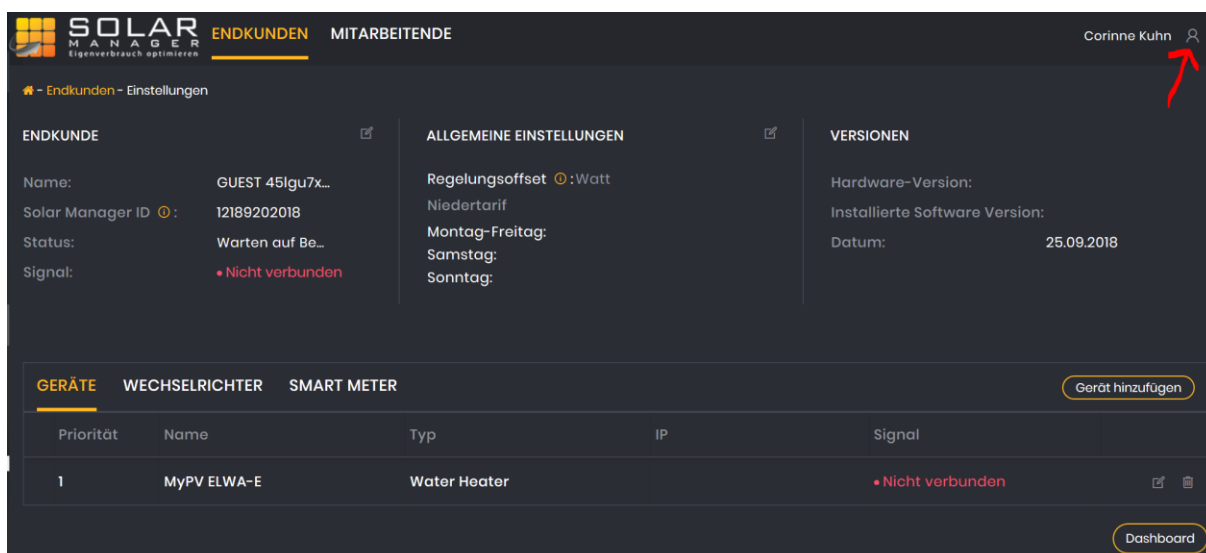 SOLAR
MANAGER
Eigenverbrauch optimieren
ENDKUNDEN MITARBEITENDE
Corinne Kuhn
- Endkunden - Einstellungen
ENDKUNDE
Name: GUEST 45lgu7x...
Solar Manager ID : 12189202018
Status: Warten auf Be...
Signal: Nicht verbunden
ALLGEMEINE EINSTELLUNGEN
Regelungsoffset : Watt
Niedertarif
Montag-Freitag:
Samstag:
Sonntag:
VERSIONEN
Hardware-Version:
Installierte Software Version:
Datum: 25.09.2018
GERÄTE WECHSELRICHTER SMART METER
Gerät hinzufügen
Priorität Name Typ IP Signal
1 MyPV ELWA-E Water Heater Nicht verbunden
Dashboard